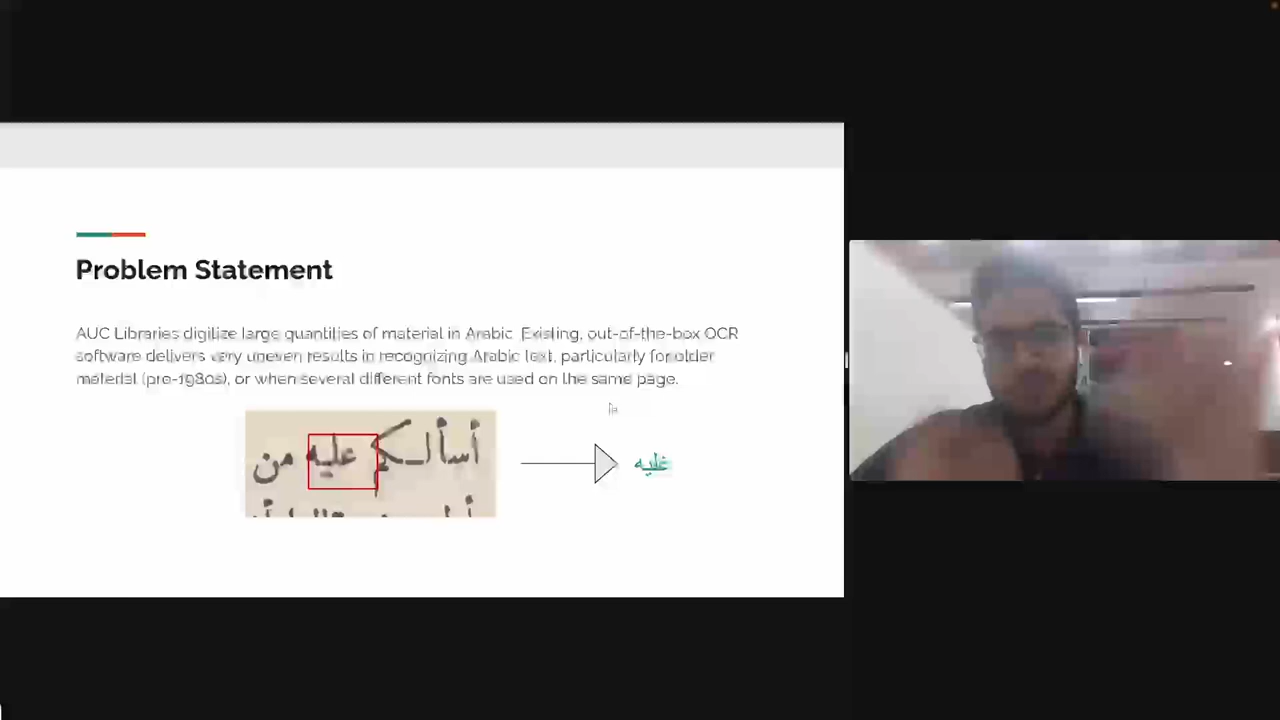 Problem Statement
AUC Libraries digitize large quantities of material in Arabic. Existing, out-of-the-box OCR
software delivers very uneven results in recognizing Arabic text, particularly for older
material (pre-1980s), or when several different fonts are used on the same page.
أسألكم عليه من
غليه